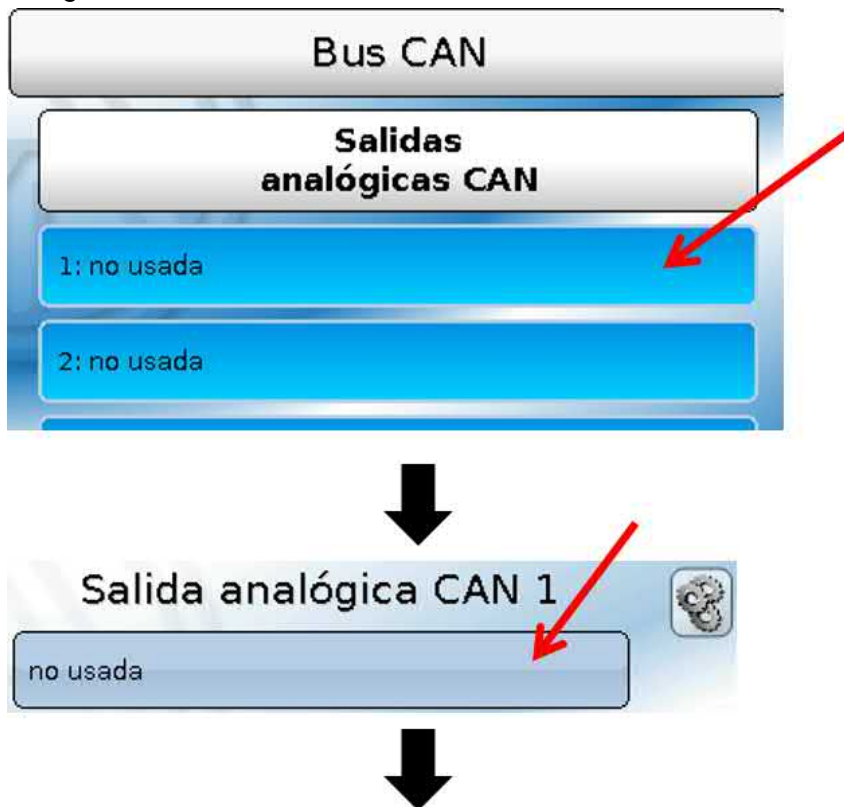 Bus CAN
Salidas
analógicas CAN
1: no usada
2: no usada
Salida analógica CAN 1
no usada